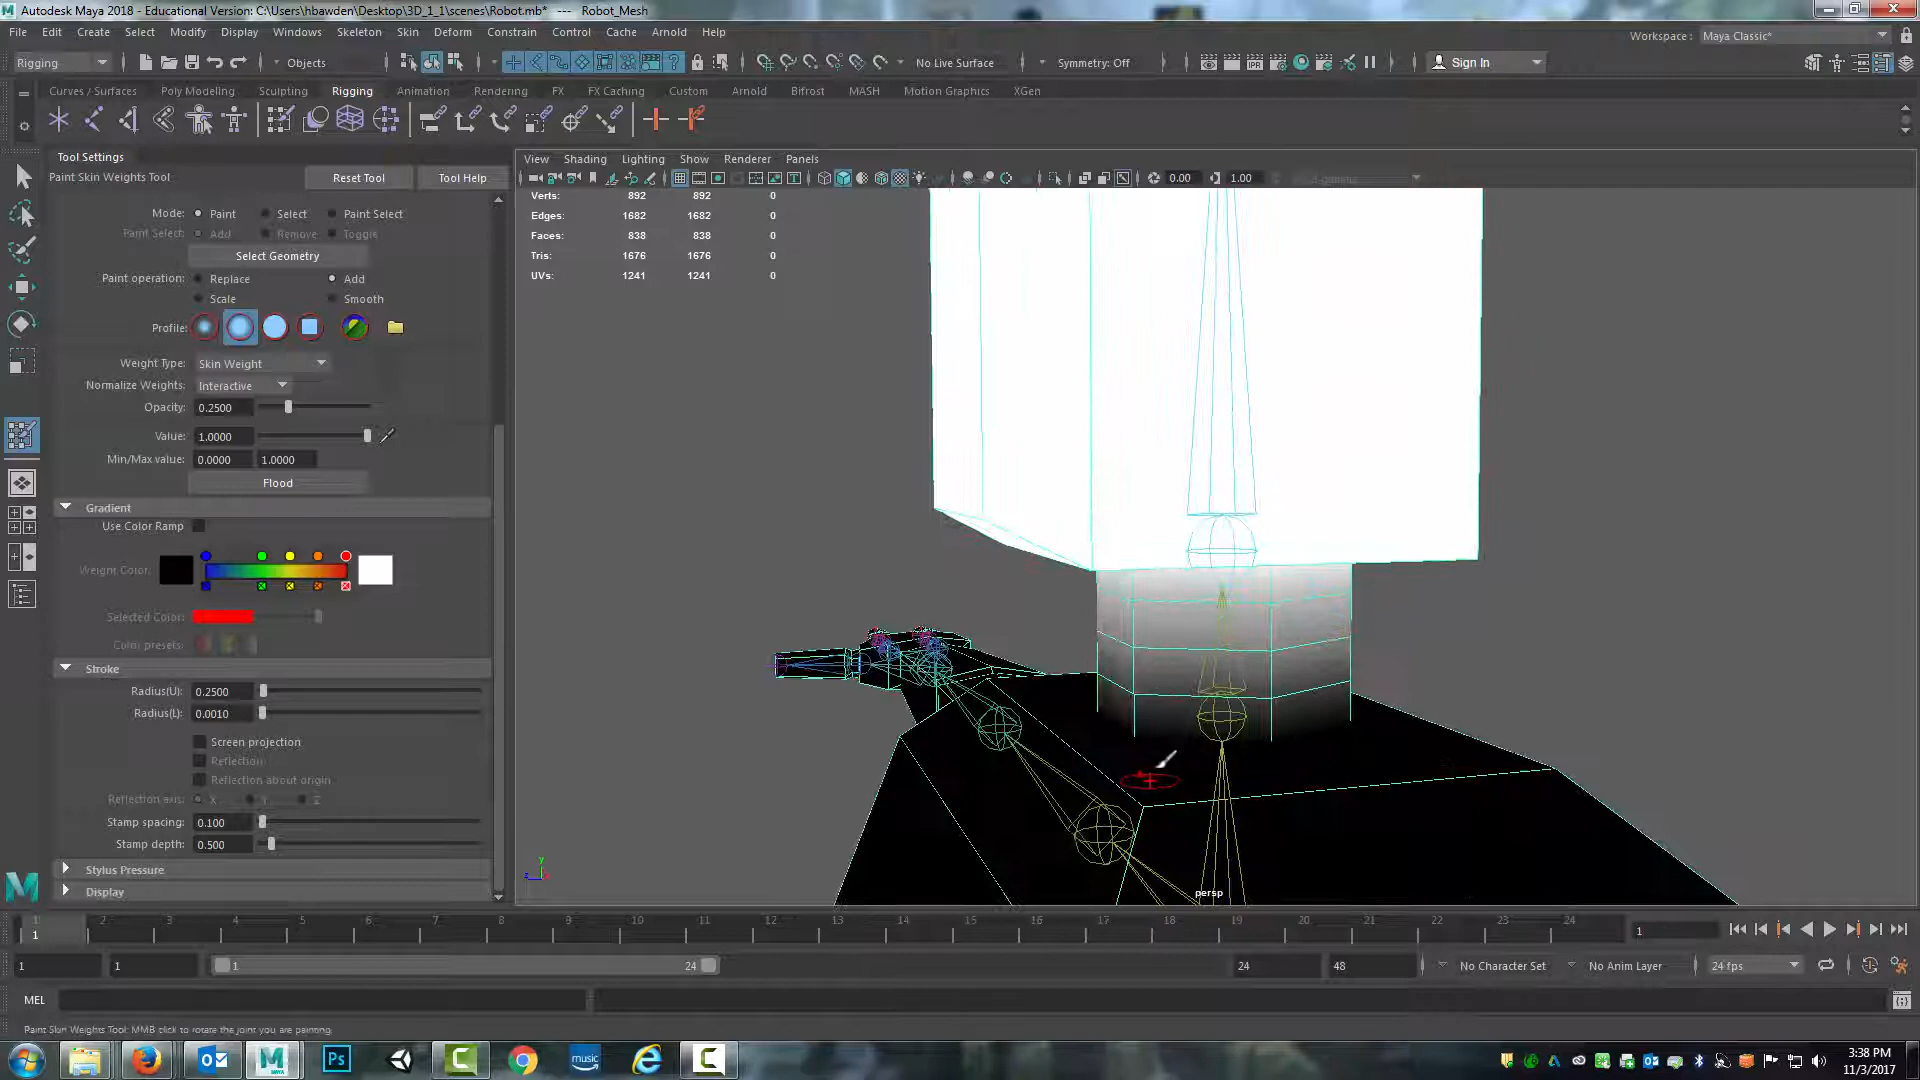 Autodesk Maya 2018 - Educational Version: C:\Users\hbawden\Desktop\3D_1_1\scenes\Robot.mb* --- Robot_Mesh
File Edit Create Select Modify Display Windows Skeleton Skin Deform Constrain Control Cache Arnold Help
Workspace : Maya Classic*
Rigging Objects No Live Surface Symmetry: Off Sign In
Curves / Surfaces Poly Modeling Sculpting Rigging Animation Rendering FX FX Caching Custom Arnold Bifrost MASH Motion Graphics XGen
Tool Settings
Paint Skin Weights Tool Reset Tool Tool Help
View Shading Lighting Show Renderer Panels
0.00 1.00
Mode: Paint Select Paint Select
Paint Select: Add Remove Toggle
Select Geometry
Paint operation: Replace Add
Scale Smooth
Profile:
Weight Type: Skin Weight
Normalize Weights: Interactive
Opacity: 0.2500
Value: 1.0000
Min/Max value: 0.0000 1.0000
Flood
Gradient
Use Color Ramp
Weight Color:
Selected Color:
Color presets:
Stroke
Radius(U): 0.2500
Radius(L): 0.0010
Screen projection
Reflection
Reflection about origin
Reflection axis: X Y Z
Stamp spacing: 0.100
Stamp depth: 0.500
Stylus Pressure
Display
Verts: 892 892 0
Edges: 1682 1682 0
Faces: 838 838 0
Tris: 1676 1676 0
UVs: 1241 1241 0
y
z
persp
1 2 3 4 5 6 7 8 9 10 11 12 13 14 15 16 17 18 19 20 21 22 23 24
1 1
1 1 1 24 24 48 No Character Set No Anim Layer 24 fps
MEL
Paint Skin Weights Tool: MMB click to rotate the joint you are painting.
MAYA Ps music
3:38 PM
11/3/2017